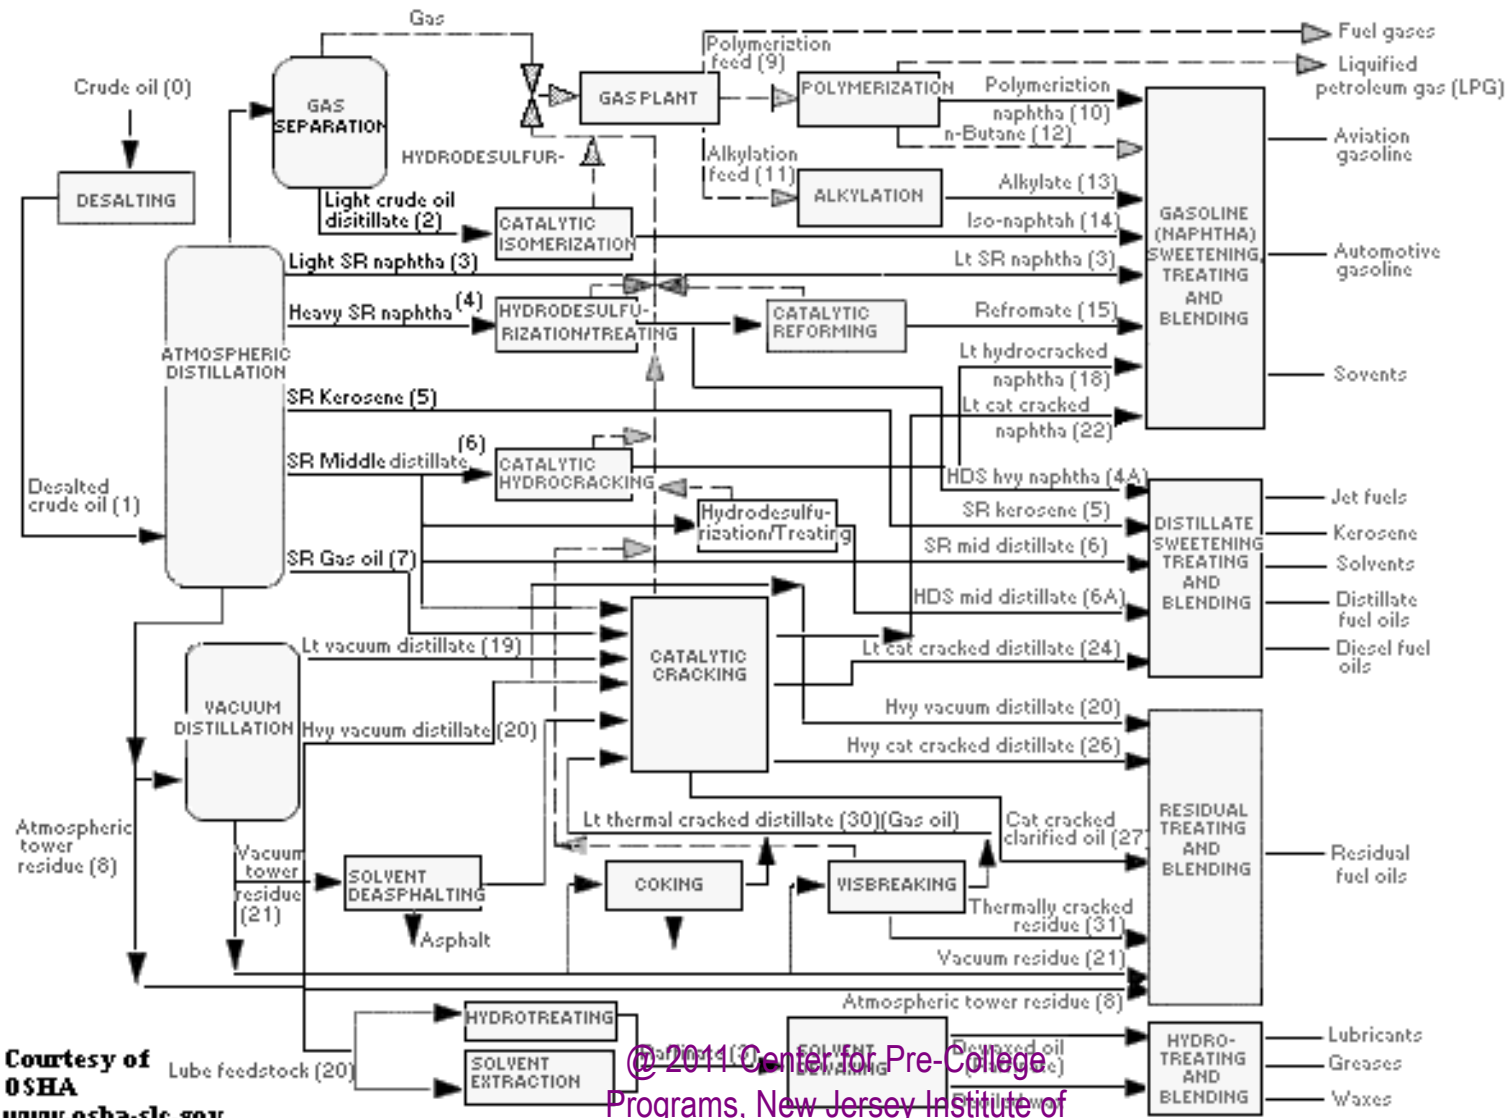 Gas
Fuel gases
Polymeriztion
feed (9)
Liquified
petroleum gas (LPG)
Crude oil (0)
GAS
SEPARATION
GAS PLANT
POLYMERIZATION
Polymeriztion
naphtha (10)
n-Butane (12)
Aviation
gasoline
HYDRODESULFUR-
Alkylation
feed (11)
DESALTING
ALKYLATION
Alkylate (13)
Light crude oil
disitillate (2)
CATALYTIC
ISOMERIZATION
Iso-naphtah (14)
GASOLINE
(NAPHTHA)
SWEETENING,
TREATING
AND
BLENDING
Automotive
gasoline
Light SR naphtha (3)
Lt SR naphtha (3)
Heavy SR naphtha (4)
HYDRODESULFU-
RIZATION/TREATING
CATALYTIC
REFORMING
Refromate (15)
ATMOSPHERIC
DISTILLATION
Lt hydrocracked
naphtha (18)
Sovents
SR Kerosene (5)
Lt cat cracked
naphtha (22)
(6)
SR Middle distillate
CATALYTIC
HYDROCRACKING
HDS hvy naphtha (4A)
Jet fuels
Desalted
crude oil (1)
Hydrodesulfu-
rization/Treating
SR kerosene (5)
DISTILLATE
SWEETENING
TREATING
AND
BLENDING
Kerosene
SR Gas oil (7)
SR mid distillate (6)
Solvents
HDS mid distillate (6A)
Distillate
fuel oils
Lt vacuum distillate (19)
CATALYTIC
CRACKING
Lt cat cracked distillate (24)
Diesel fuel
oils
VACUUM
DISTILLATION
Hvy vacuum distillate (20)
Hvy vacuum distillate (20)
Hvy cat cracked distillate (26)
Atmospheric
tower
residue (8)
Lt thermal cracked distillate (30)(Gas oil)
Cat cracked
clarified oil (27)
RESIDUAL
TREATING
AND
BLENDING
Residual
fuel oils
Vacuum
tower
residue
(21)
SOLVENT
DEASPHALTING
COKING
VISBREAKING
Asphalt
Thermally cracked
residue (31)
Vacuum residue (21)
Atmospheric tower residue (8)
HYDROTREATING
Lube feedstock (20)
SOLVENT
EXTRACTION
SOLVENT
DEWAXING
Dewaxed oil
HYDRO-
TREATING
AND
BLENDING
Lubricants
Greases
Waxes
Courtesy of
OSHA
www.osha-slc.gov
@ 2011 Center for Pre-College
Programs, New Jersey Institute of